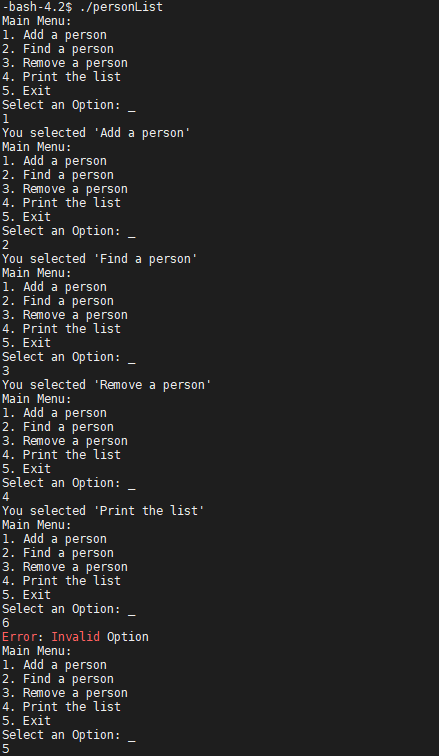 -bash-4.2$ ./personList
Main Menu:
1. Add a person
2. Find a person
3. Remove a person
4. Print the list
5. Exit
Select an Option: _
1
You selected 'Add a person'
Main Menu:
1. Add a person
2. Find a person
3. Remove a person
4. Print the list
5. Exit
Select an Option: _
2
You selected 'Find a person'
Main Menu:
1. Add a person
2. Find a person
3. Remove a person
4. Print the list
5. Exit
Select an Option: _
3
You selected 'Remove a person'
Main Menu:
1. Add a person
2. Find a person
3. Remove a person
4. Print the list
5. Exit
Select an Option: _
4
You selected 'Print the list'
Main Menu:
1. Add a person
2. Find a person
3. Remove a person
4. Print the list
5. Exit
Select an Option: _
6
Error: Invalid Option
Main Menu:
1. Add a person
2. Find a person
3. Remove a person
4. Print the list
5. Exit
Select an Option: _
5